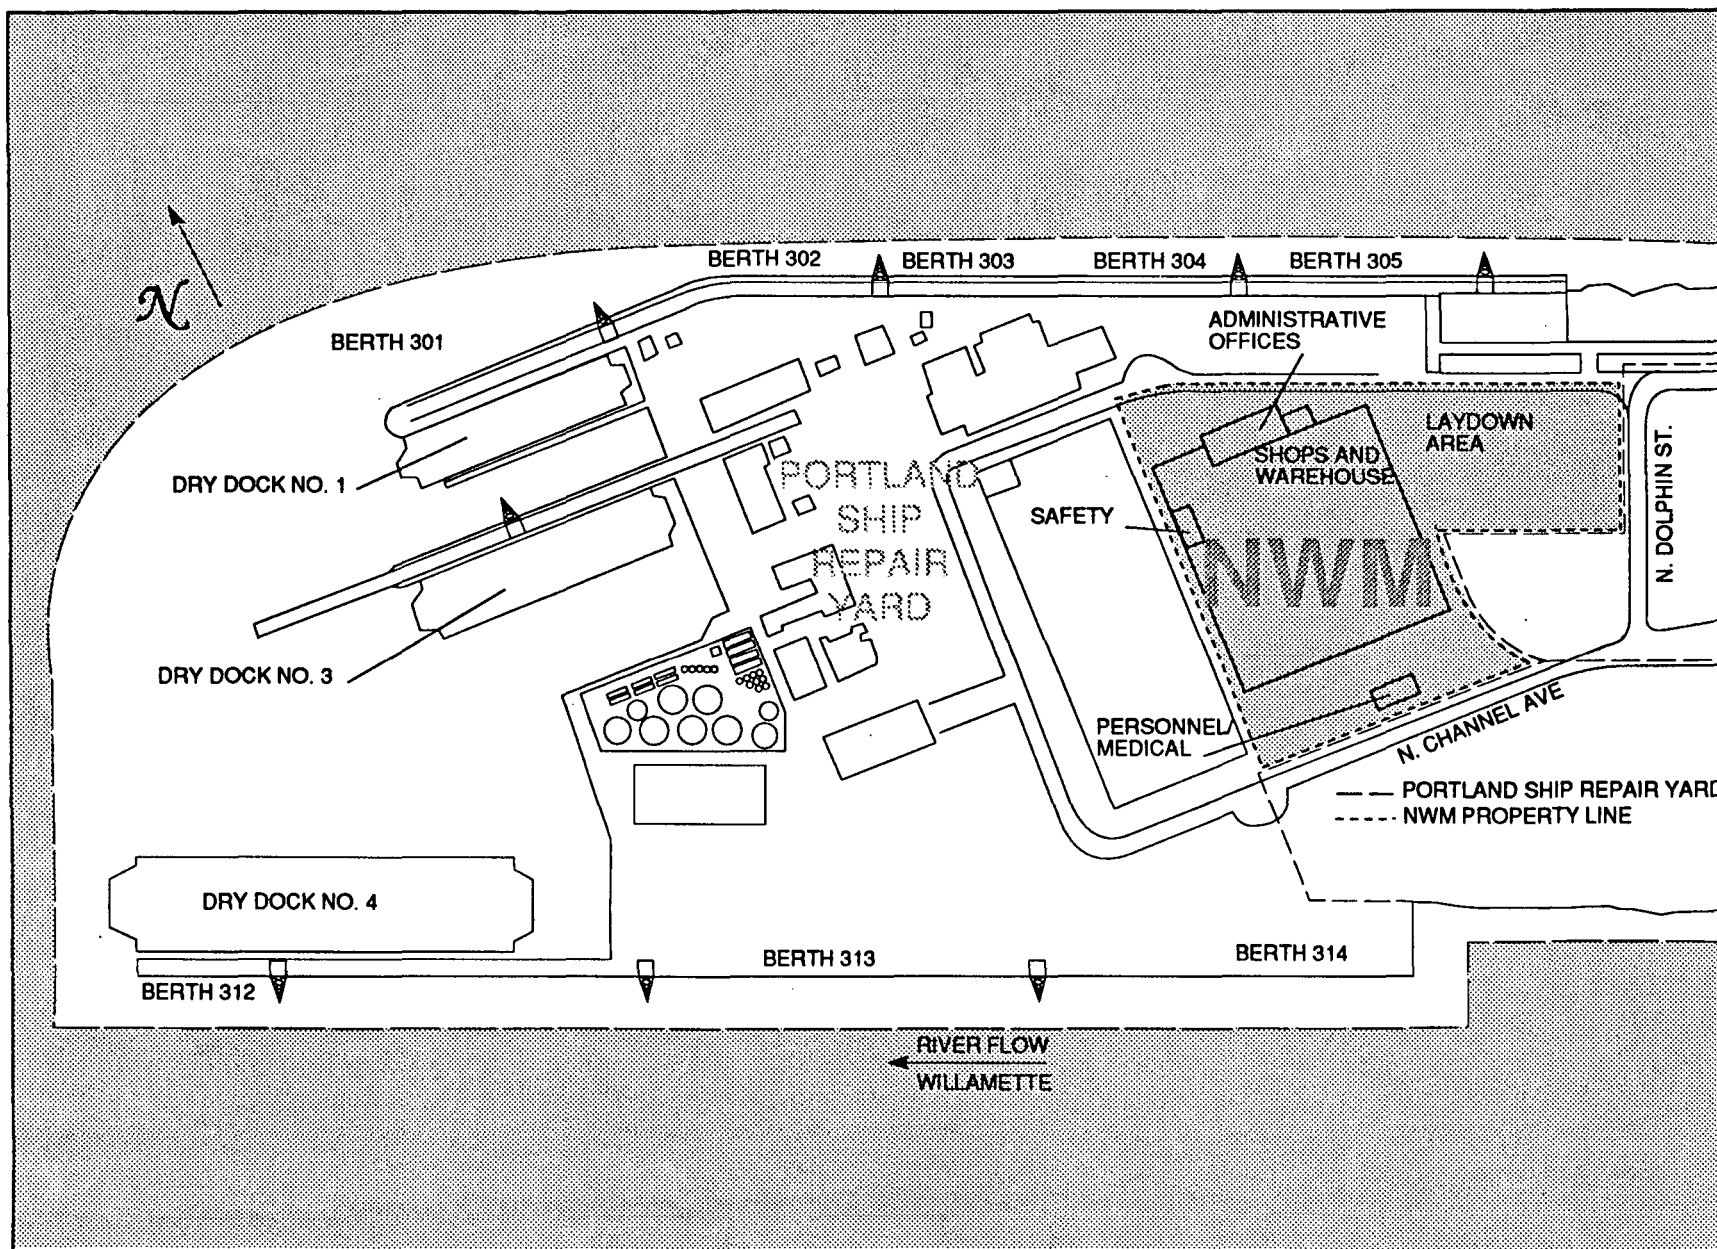 BERTH 302
BERTH 303
BERTH 304
BERTH 305
N
BERTH 301
ADMINISTRATIVE
OFFICES
LAYDOWN
AREA
SHOPS AND
WAREHOUSE
DRY DOCK NO. 1
PORTLAND
SHIP
REPAIR
YARD
SAFETY
NWM
N. DOLPHIN ST.
DRY DOCK NO. 3
PERSONNEL/
MEDICAL
N. CHANNEL AVE
PORTLAND SHIP REPAIR YARD
NWM PROPERTY LINE
DRY DOCK NO. 4
BERTH 312
BERTH 313
BERTH 314
RIVER FLOW
WILLAMETTE